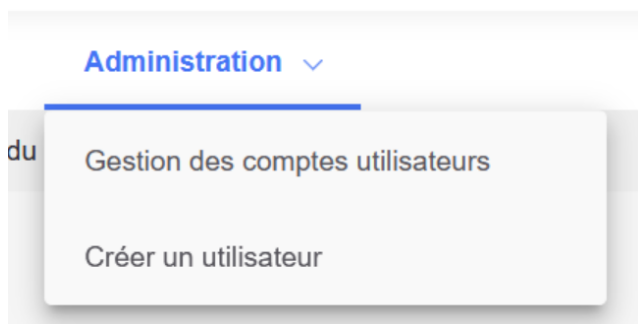 Administration
du
Gestion des comptes utilisateurs
Créer un utilisateur